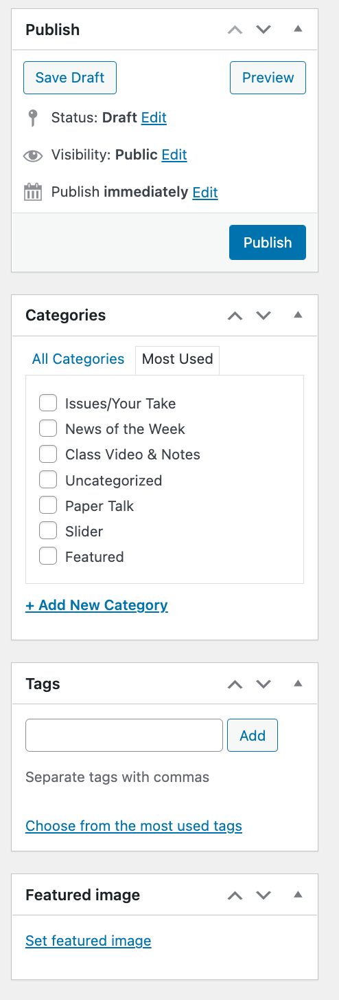 Publish
Save Draft Preview
Status: Draft Edit
Visibility: Public Edit
Publish immediately Edit
Publish
Categories
All Categories Most Used
Issues/Your Take
News of the Week
Class Video & Notes
Uncategorized
Paper Talk
Slider
Featured
+ Add New Category
Tags
Add
Separate tags with commas
Choose from the most used tags
Featured image
Set featured image